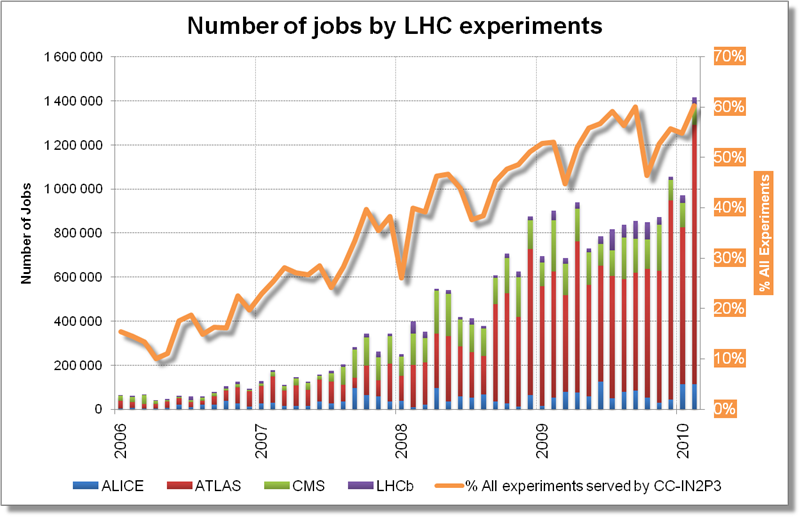 Number of jobs by LHC experiments
1 600 000
1 400 000
1 200 000
1 000 000
800 000
600 000
400 000
200 000
0
Number of Jobs
70%
60%
50%
40%
30%
20%
10%
0%
% All Experiments
2006
2007
2008
2009
2010
ALICE ATLAS CMS LHCb % All experiments served by CC-IN2P3